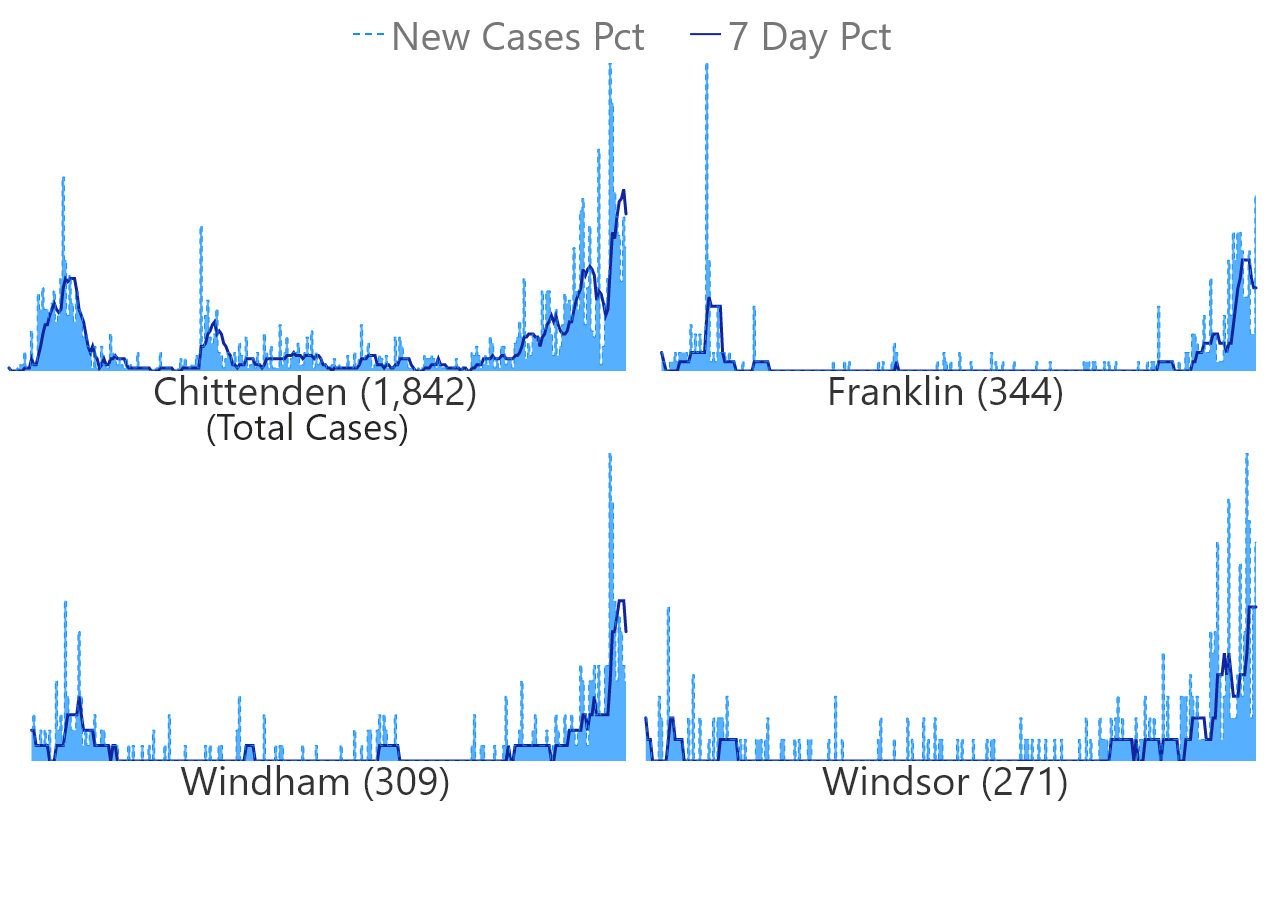 New Cases Pct 7 Day Pct
Chittenden (1,842) Franklin (344)
(Total Cases)
Windham (309) Windsor (271)